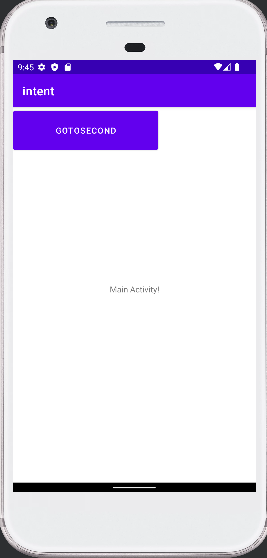 9:45
intent
GOTOSECOND
Main Activity!